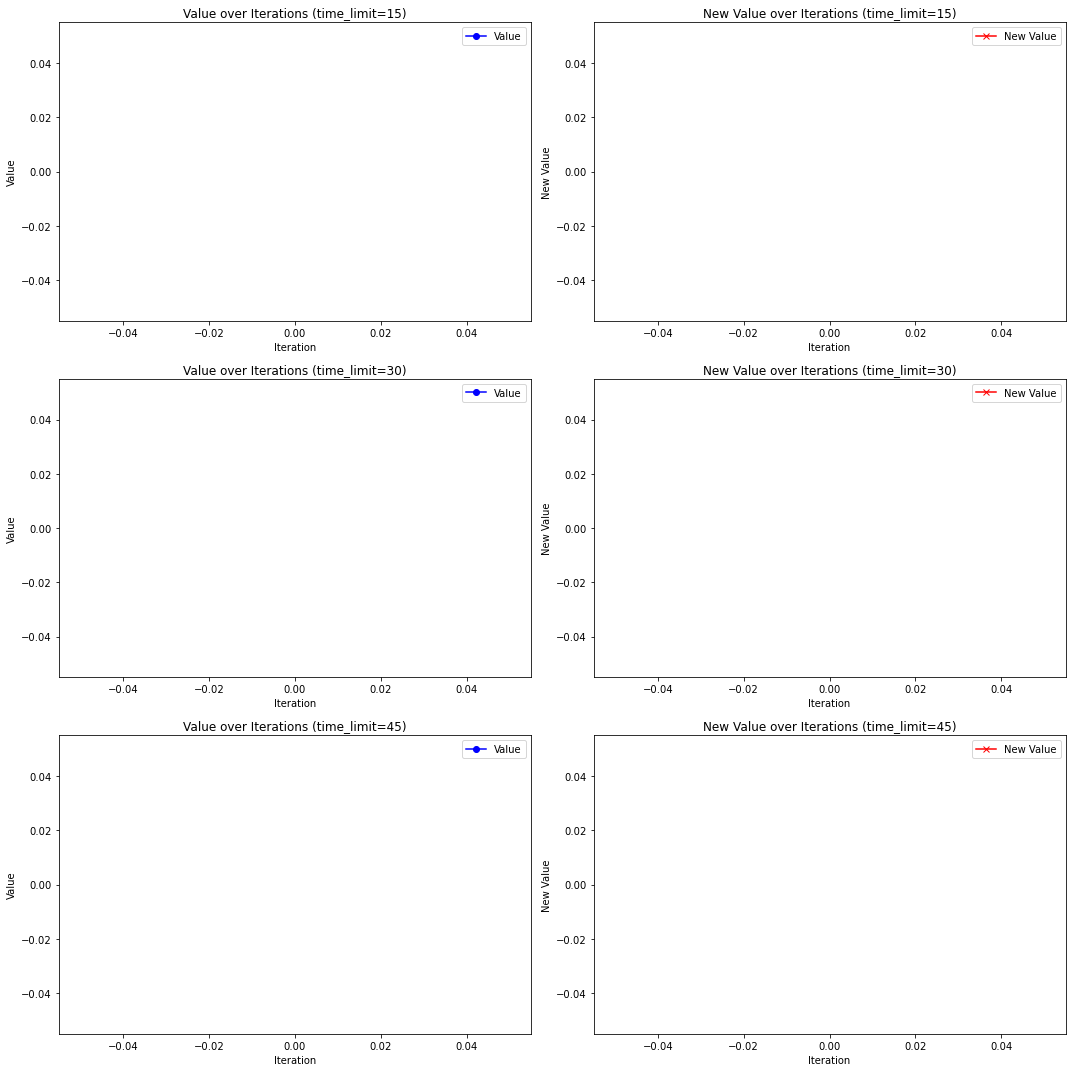 Value over Iterations (time_limit=15)
Value
0.04
0.02
0.00
−0.02
−0.04
Value
−0.04 −0.02 0.00 0.02 0.04
Iteration
New Value over Iterations (time_limit=15)
New Value
0.04
0.02
0.00
−0.02
−0.04
New Value
−0.04 −0.02 0.00 0.02 0.04
Iteration
Value over Iterations (time_limit=30)
Value
0.04
0.02
0.00
−0.02
−0.04
Value
−0.04 −0.02 0.00 0.02 0.04
Iteration
New Value over Iterations (time_limit=30)
New Value
0.04
0.02
0.00
−0.02
−0.04
New Value
−0.04 −0.02 0.00 0.02 0.04
Iteration
Value over Iterations (time_limit=45)
Value
0.04
0.02
0.00
−0.02
−0.04
Value
−0.04 −0.02 0.00 0.02 0.04
Iteration
New Value over Iterations (time_limit=45)
New Value
0.04
0.02
0.00
−0.02
−0.04
New Value
−0.04 −0.02 0.00 0.02 0.04
Iteration